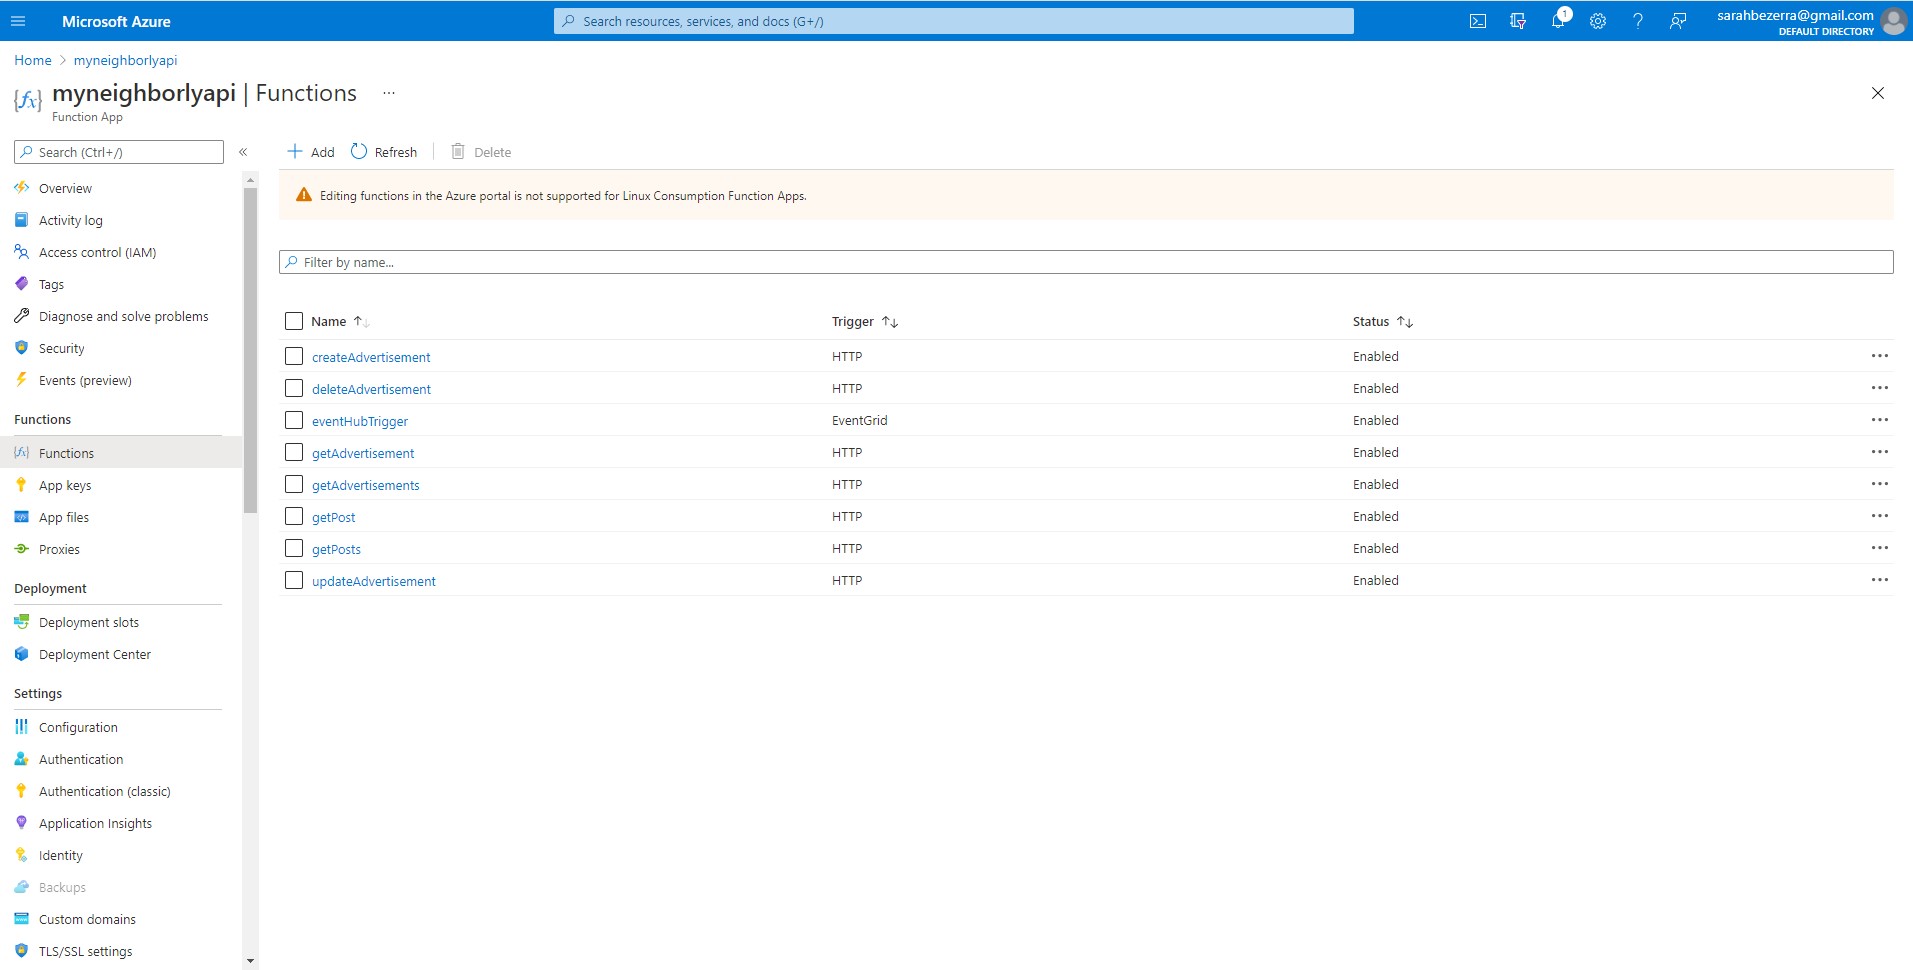 Microsoft Azure
Search resources, services, and docs (G+/)
1
sarahbezerra@gmail.com
DEFAULT DIRECTORY
Home > myneighborlyapi
myneighborlyapi | Functions ...
Function App
Search (Ctrl+/)
«
Add
Refresh
Delete
Overview
Activity log
Access control (IAM)
Tags
Diagnose and solve problems
Security
Events (preview)
Functions
Functions
App keys
App files
Proxies
Deployment
Deployment slots
Deployment Center
Settings
Configuration
Authentication
Authentication (classic)
Application Insights
Identity
Backups
Custom domains
TLS/SSL settings
Editing functions in the Azure portal is not supported for Linux Consumption Function Apps.
Filter by name...
Name ↑↓ Trigger ↑↓ Status ↑↓
createAdvertisement HTTP Enabled ...
deleteAdvertisement HTTP Enabled ...
eventHubTrigger EventGrid Enabled ...
getAdvertisement HTTP Enabled ...
getAdvertisements HTTP Enabled ...
getPost HTTP Enabled ...
getPosts HTTP Enabled ...
updateAdvertisement HTTP Enabled ...